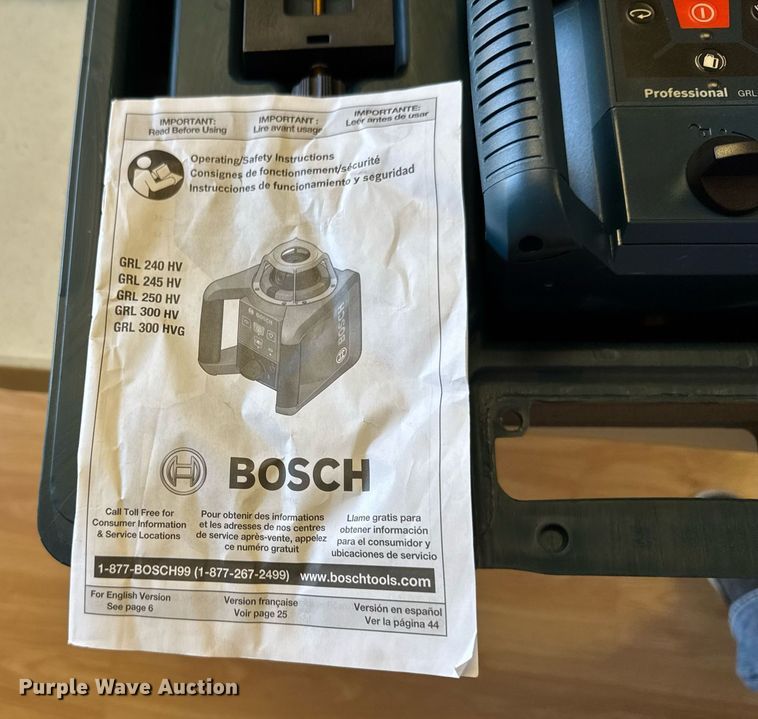 Professional GRL
IMPORTANT:
Read Before Using
IMPORTANT :
Lire avant usage
IMPORTANTE:
Leer antes de usar
Operating/Safety Instructions
Consignes de fonctionnement/sécurité
Instrucciones de funcionamiento y seguridad
GRL 240 HV
GRL 245 HV
GRL 250 HV
GRL 300 HV
GRL 300 HVG
BOSCH
BOSCH
BOSCH
Call Toll Free for
Consumer Information
& Service Locations
Pour obtenir des informations
et les adresses de nos centres
de service après-vente, appelez
ce numéro gratuit
Llame gratis para
obtener información
para el consumidor y
ubicaciones de servicio
1-877-BOSCH99 (1-877-267-2499) www.boschtools.com
For English Version
See page 6
Version française
Voir page 25
Versión en español
Ver la página 44
Purple Wave Auction